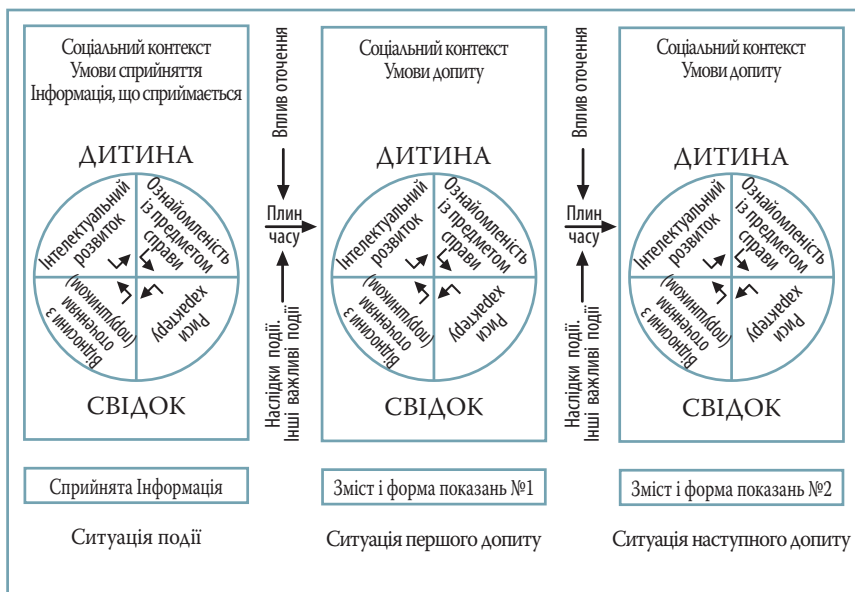 Соціальний контекст
Умови сприйняття
Інформація, що сприймається
ДИТИНА
Інтелектуальний
розвиток
Ознайомленість
із предметом
справи
Відносини з
оточенням
(порушником)
Риси
характеру
СВІДОК
Сприйнята Інформація
Ситуація події
Вплив оточення
Плин
часу
Наслідки події.
Інші важливі події
Соціальний контекст
Умови допиту
ДИТИНА
Інтелектуальний
розвиток
Ознайомленість
із предметом
справи
Відносини з
оточенням
(порушником)
Риси
характеру
СВІДОК
Зміст і форма показань №1
Ситуація першого допиту
Вплив оточення
Плин
часу
Наслідки події.
Інші важливі події
Соціальний контекст
Умови допиту
ДИТИНА
Інтелектуальний
розвиток
Ознайомленість
із предметом
справи
Відносини з
оточенням
(порушником)
Риси
характеру
СВІДОК
Зміст і форма показань №2
Ситуація наступного допиту